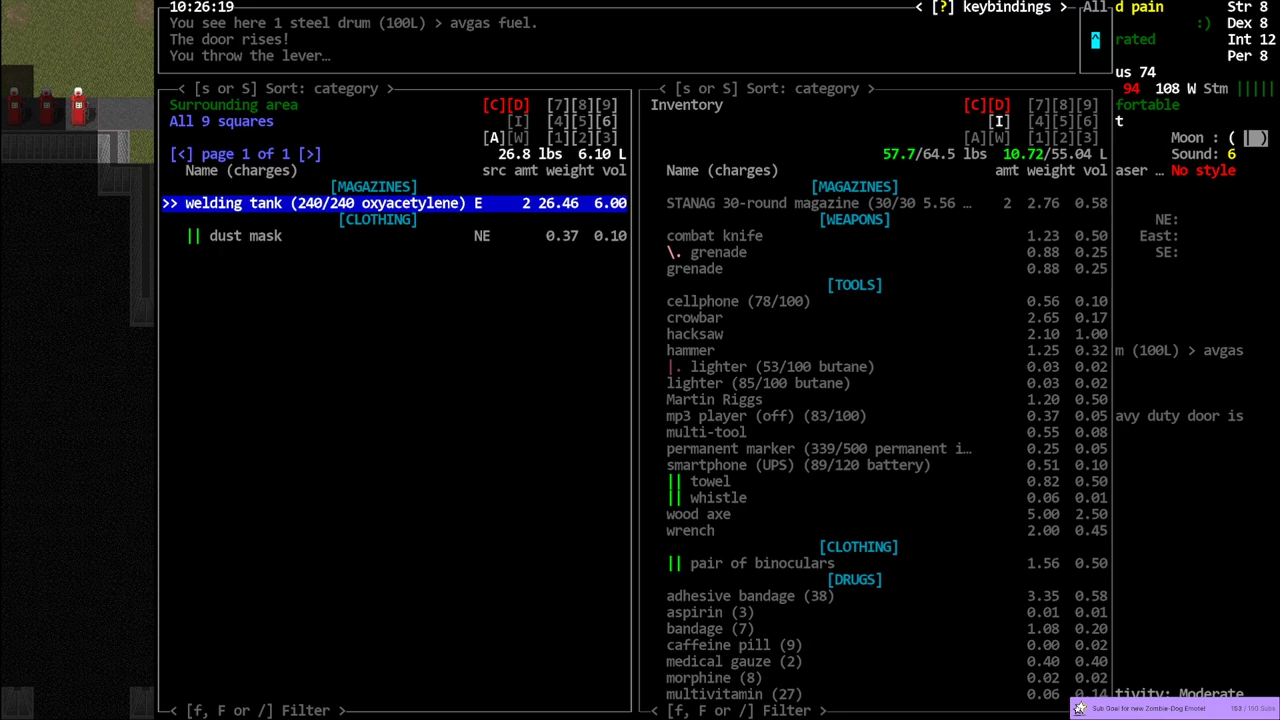 10:26:19
You see here 1 steel drum (100L) > avgas fuel.
The door rises!
You throw the lever…
< [?] keybindings >
All
^
d pain
Str 8
:) Dex 8
rated Int 12
Per 8
us 74
94 108 W Stm |||||
fortable
t
Moon : ( )
Sound: 6
aser … No style
NE:
East:
SE:
m (100L) > avgas
avy duty door is
tivity: Moderate
< [s or S] Sort: category >
Surrounding area [C][D] [7][8][9]
All 9 squares [I] [4][5][6]
[A][W] [1][2][3]
[<] page 1 of 1 [>] 26.8 lbs 6.10 L
Name (charges) src amt weight vol
[MAGAZINES]
>> welding tank (240/240 oxyacetylene) E 2 26.46 6.00
[CLOTHING]
|| dust mask NE 0.37 0.10
< [f, F or /] Filter >
< [s or S] Sort: category >
Inventory [C][D] [7][8][9]
[I] [4][5][6]
[A][W] [1][2][3]
57.7/64.5 lbs 10.72/55.04 L
Name (charges) amt weight vol
[MAGAZINES]
STANAG 30-round magazine (30/30 5.56 … 2 2.76 0.58
[WEAPONS]
combat knife 1.23 0.50
\. grenade 0.88 0.25
grenade 0.88 0.25
[TOOLS]
cellphone (78/100) 0.56 0.10
crowbar 2.65 0.17
hacksaw 2.10 1.00
hammer 1.25 0.32
|. lighter (53/100 butane) 0.03 0.02
lighter (85/100 butane) 0.03 0.02
Martin Riggs 1.20 0.50
mp3 player (off) (83/100) 0.37 0.05
multi-tool 0.55 0.08
permanent marker (339/500 permanent i… 0.25 0.05
smartphone (UPS) (89/120 battery) 0.51 0.10
|| towel 0.82 0.50
|| whistle 0.06 0.01
wood axe 5.00 2.50
wrench 2.00 0.45
[CLOTHING]
|| pair of binoculars 1.56 0.50
[DRUGS]
adhesive bandage (38) 3.35 0.58
aspirin (3) 0.01 0.01
bandage (7) 1.08 0.20
caffeine pill (9) 0.00 0.02
medical gauze (2) 0.40 0.40
morphine (8) 0.02 0.02
multivitamin (27) 0.06 0.14
< [f, F or /] Filter >
Sub Goal for new Zombie-Dog Emote! 153 / 150 Subs